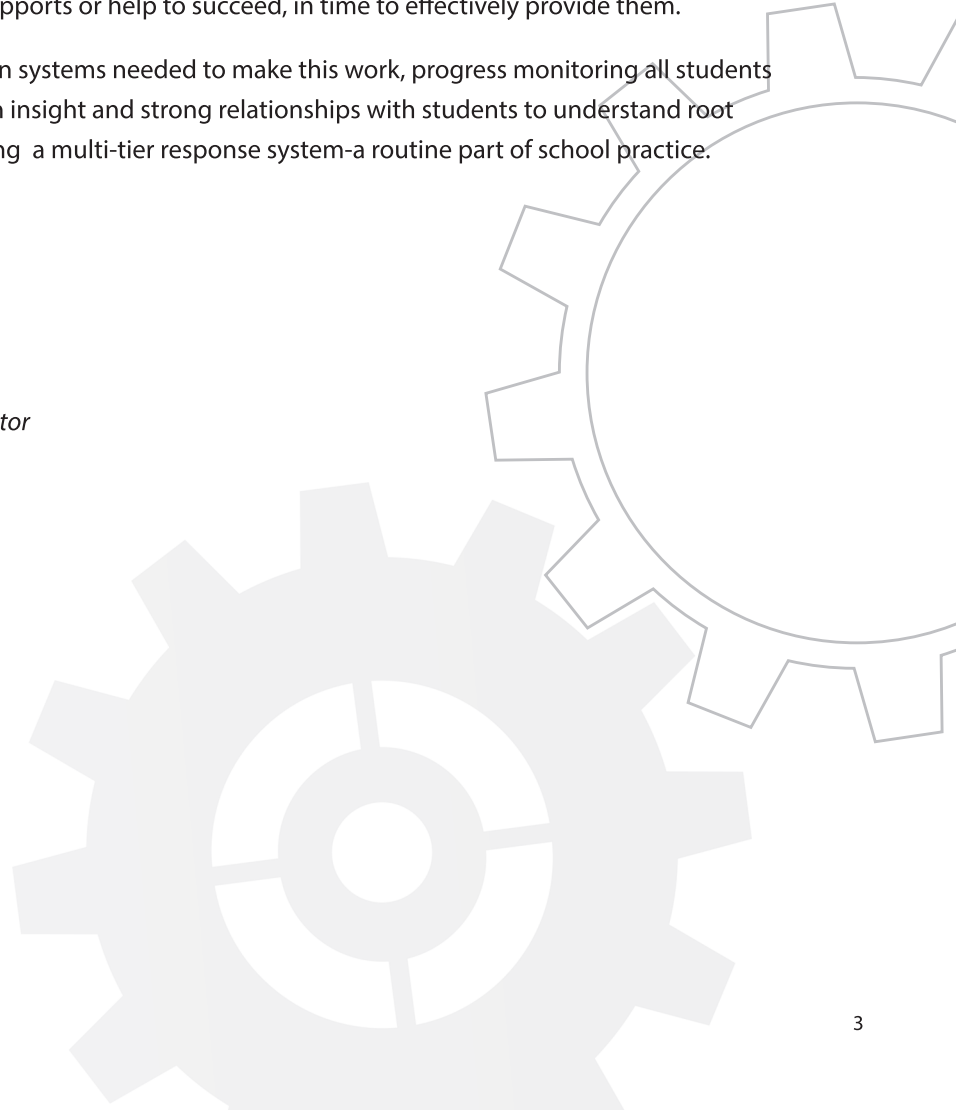 pports or help to succeed, in time to effectively provide them.
n systems needed to make this work, progress monitoring all students
n insight and strong relationships with students to understand root
ng a multi-tier response system-a routine part of school practice.
tor
3